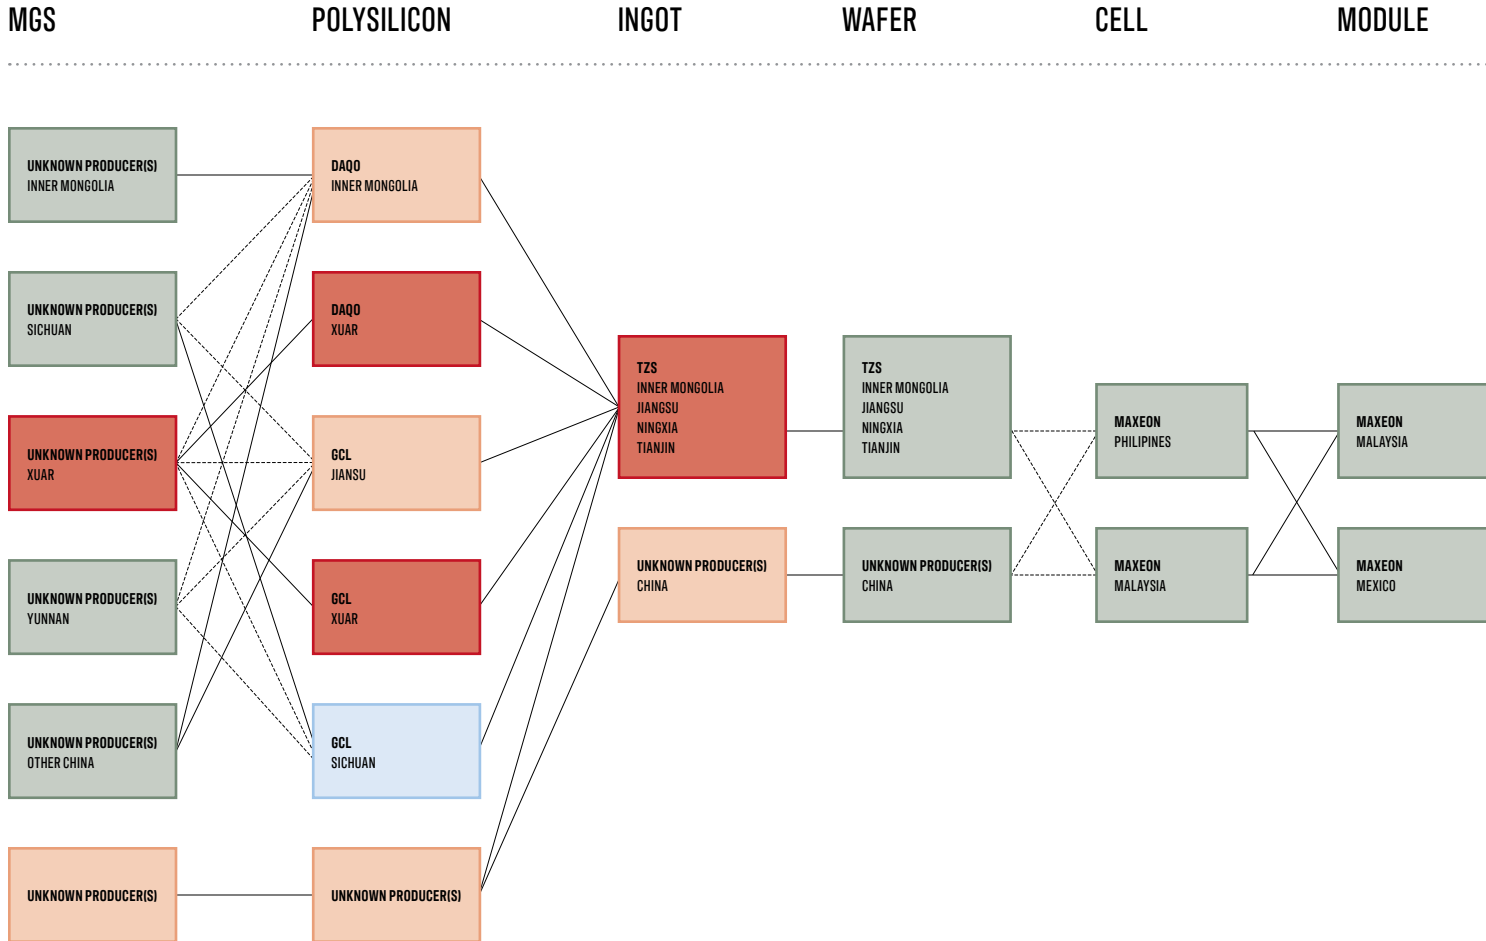 MGS
POLYSILICON
INGOT
WAFER
CELL
MODULE
UNKNOWN PRODUCER(S)
INNER MONGOLIA
UNKNOWN PRODUCER(S)
SICHUAN
UNKNOWN PRODUCER(S)
XUAR
UNKNOWN PRODUCER(S)
YUNNAN
UNKNOWN PRODUCER(S)
OTHER CHINA
UNKNOWN PRODUCER(S)
DAQO
INNER MONGOLIA
DAQO
XUAR
GCL
JIANSU
GCL
XUAR
GCL
SICHUAN
UNKNOWN PRODUCER(S)
TZS
INNER MONGOLIA
JIANGSU
NINGXIA
TIANJIN
UNKNOWN PRODUCER(S)
CHINA
TZS
INNER MONGOLIA
JIANGSU
NINGXIA
TIANJIN
UNKNOWN PRODUCER(S)
CHINA
MAXEON
PHILIPINES
MAXEON
MALAYSIA
MAXEON
MALAYSIA
MAXEON
MEXICO